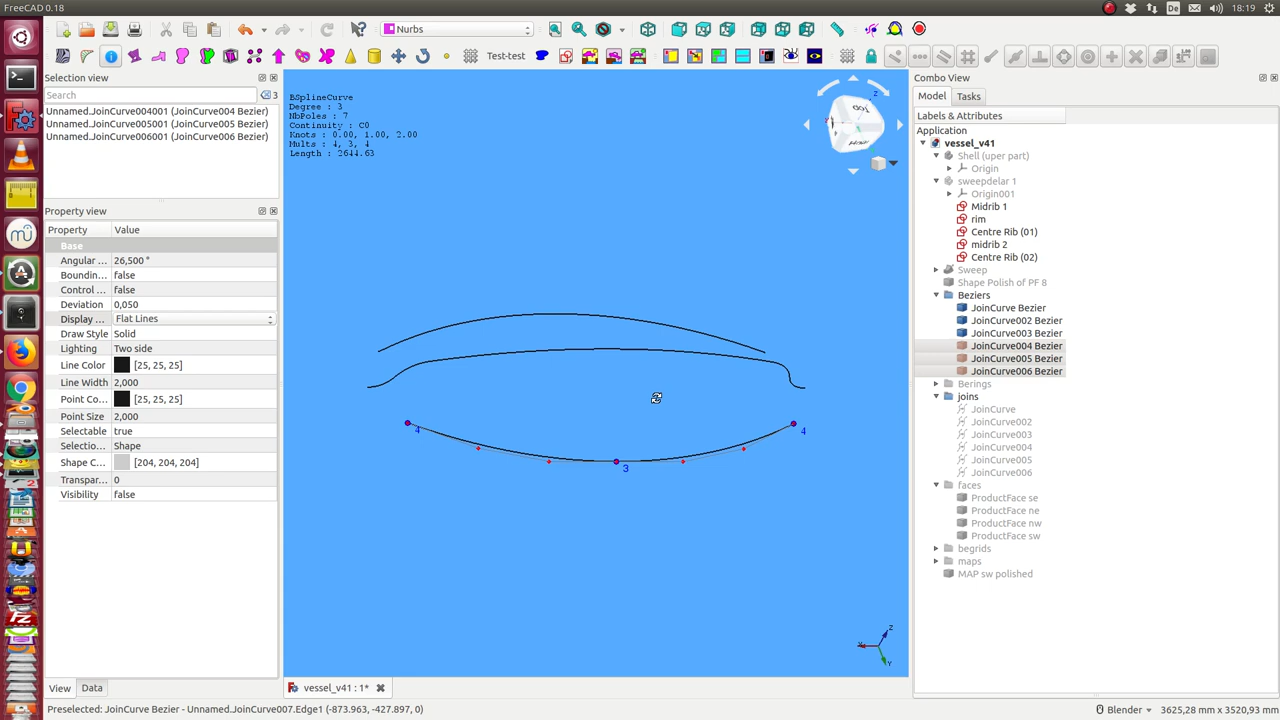 FreeCAD 0.18
De
18:19
Nurbs
Test-test
Selection view
Search
3
Unnamed.JoinCurve004001 (JoinCurve004 Bezier)
Unnamed.JoinCurve005001 (JoinCurve005 Bezier)
Unnamed.JoinCurve006001 (JoinCurve006 Bezier)
Property view
Property
Value
Base
Angular ...
26,500 °
Boundin...
false
Control ...
false
Deviation
0,050
Display ...
Flat Lines
Draw Style
Solid
Lighting
Two side
Line Color
[25, 25, 25]
Line Width
2,000
Point Co...
[25, 25, 25]
Point Size
2,000
Selectable
true
Selectio...
Shape
Shape C...
[204, 204, 204]
Transpar...
0
Visibility
false
View
Data
BSplineCurve
Degree : 3
NbPoles : 7
Continuity : C0
Knots : 0.00, 1.00, 2.00
Mults : 4, 3, 4
Length : 2644.63
4
3
4
Z
Y
vessel_v41 : 1*
Combo View
Model
Tasks
Labels & Attributes
Application
vessel_v41
Shell (uper part)
Origin
sweepdelar 1
Origin001
Midrib 1
rim
Centre Rib (01)
midrib 2
Centre Rib (02)
Sweep
Shape Polish of PF 8
Beziers
JoinCurve Bezier
JoinCurve002 Bezier
JoinCurve003 Bezier
JoinCurve004 Bezier
JoinCurve005 Bezier
JoinCurve006 Bezier
Berings
joins
JoinCurve
JoinCurve002
JoinCurve003
JoinCurve004
JoinCurve005
JoinCurve006
faces
ProductFace se
ProductFace ne
ProductFace nw
ProductFace sw
begrids
maps
MAP sw polished
Preselected: JoinCurve Bezier - Unnamed.JoinCurve007.Edge1 (-873.963, -427.897, 0)
Blender
3625,28 mm x 3520,93 mm